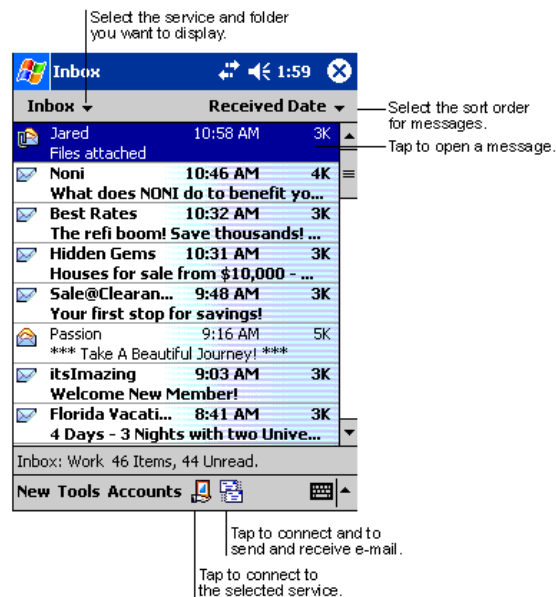 Select the service and folder
you want to display.
Inbox 1:59
Inbox Received Date
Select the sort order
for messages.
Jared 10:58 AM 3K
Files attached
Tap to open a message.
Noni 10:46 AM 4K
What does NONI do to benefit yo...
Best Rates 10:32 AM 3K
The refi boom! Save thousands! ...
Hidden Gems 10:31 AM 3K
Houses for sale from $10,000 - ...
Sale@Clearan... 9:48 AM 3K
Your first stop for savings!
Passion 9:16 AM 5K
*** Take A Beautiful Journey! ***
itsImazing 9:03 AM 3K
Welcome New Member!
Florida Vacati... 8:41 AM 3K
4 Days - 3 Nights with two Unive...
Inbox: Work 46 Items, 44 Unread.
New Tools Accounts
Tap to connect and to
send and receive e-mail.
Tap to connect to
the selected service.